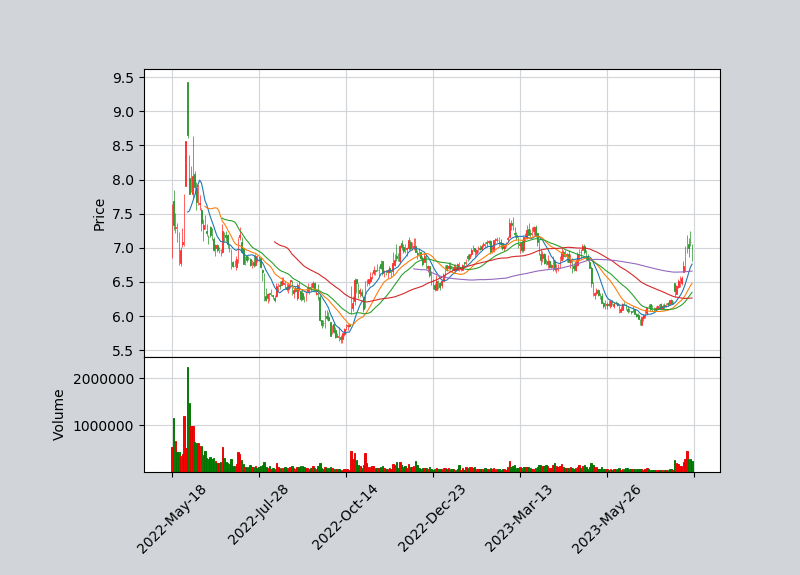 9.5
9.0
8.5
8.0
7.5
7.0
6.5
6.0
5.5
Price
2000000
1000000
Volume
2022-May-18
2022-Jul-28
2022-Oct-14
2022-Dec-23
2023-Mar-13
2023-May-26